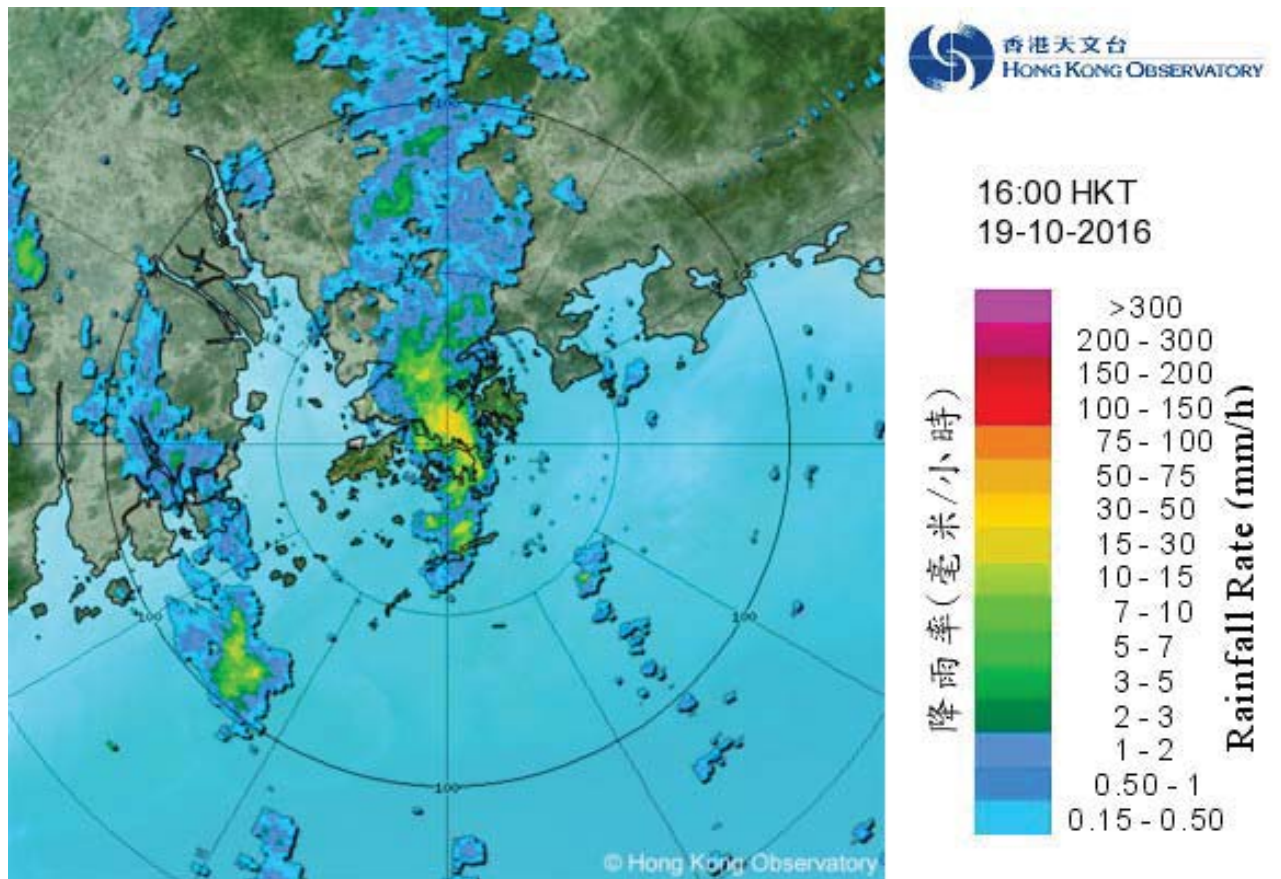 香港天文台
HONG KONG OBSERVATORY
16:00 HKT
19-10-2016
>300
200 - 300
150 - 200
100 - 150
75 - 100
50 - 75
30 - 50
15 - 30
10 - 15
7 - 10
5 - 7
3 - 5
2 - 3
1 - 2
0.50 - 1
0.15 - 0.50
降雨率(毫米/小時)
Rainfall Rate (mm/h)
100
100
100
100
© Hong Kong Observatory